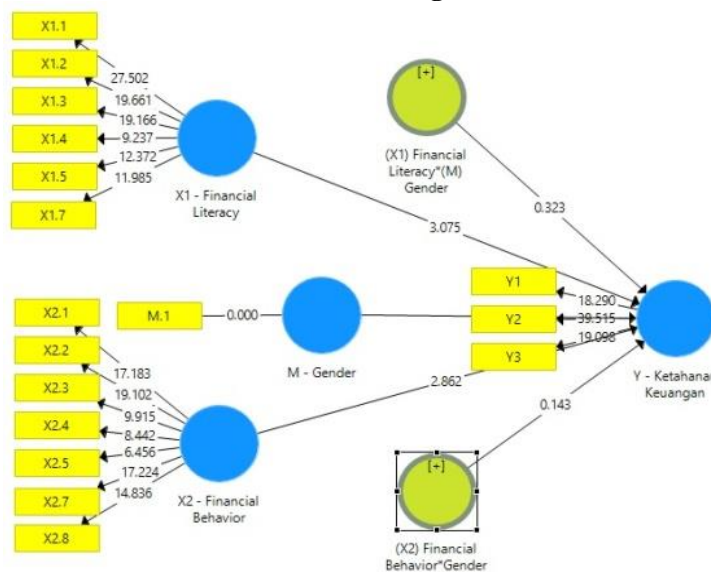 X1.1
X1.2
X1.3
X1.4
X1.5
X1.7
27.502
19.661
19.166
9.237
12.372
11.985
X1 - Financial
Literacy
[+]
(X1) Financial
Literacy*(M)
Gender
0.323
3.075
M.1
0.000
M - Gender
Y1
Y2
Y3
18.290
39.515
19.098
Y - Ketahanan
Keuangan
X2.1
X2.2
X2.3
X2.4
X2.5
X2.7
X2.8
17.183
19.102
9.915
8.442
6.456
17.224
14.836
X2 - Financial
Behavior
2.862
0.143
[+]
(X2) Financial
Behavior*Gender